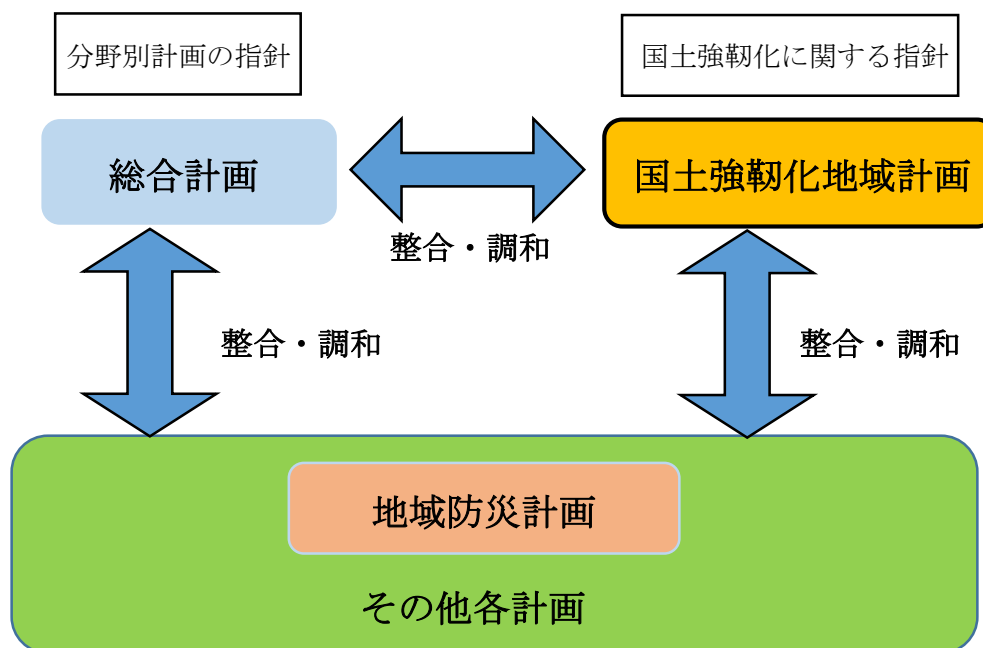 分野別計画の指針
国土強靱化に関する指針
総合計画
国土強靱化地域計画
整合・調和
整合・調和
整合・調和
地域防災計画
その他各計画